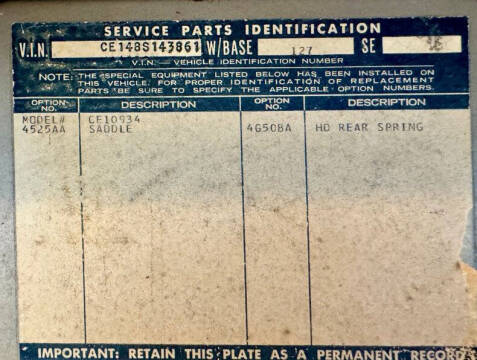 SERVICE PARTS IDENTIFICATION
V.I.N. CE148S143861 W/BASE 127 SE
V.I.N. — VEHICLE IDENTIFICATION NUMBER
NOTE: THE SPECIAL EQUIPMENT LISTED BELOW HAS BEEN INSTALLED ON
THIS VEHICLE. FOR PROPER IDENTIFICATION OF REPLACEMENT
PARTS BE SURE TO SPECIFY THE APPLICABLE OPTION NUMBERS.
OPTION NO. DESCRIPTION OPTION NO. DESCRIPTION
MODEL# CE10934
4525AA SADDLE 4G50BA HD REAR SPRING
IMPORTANT: RETAIN THIS PLATE AS A PERMANENT RECORD